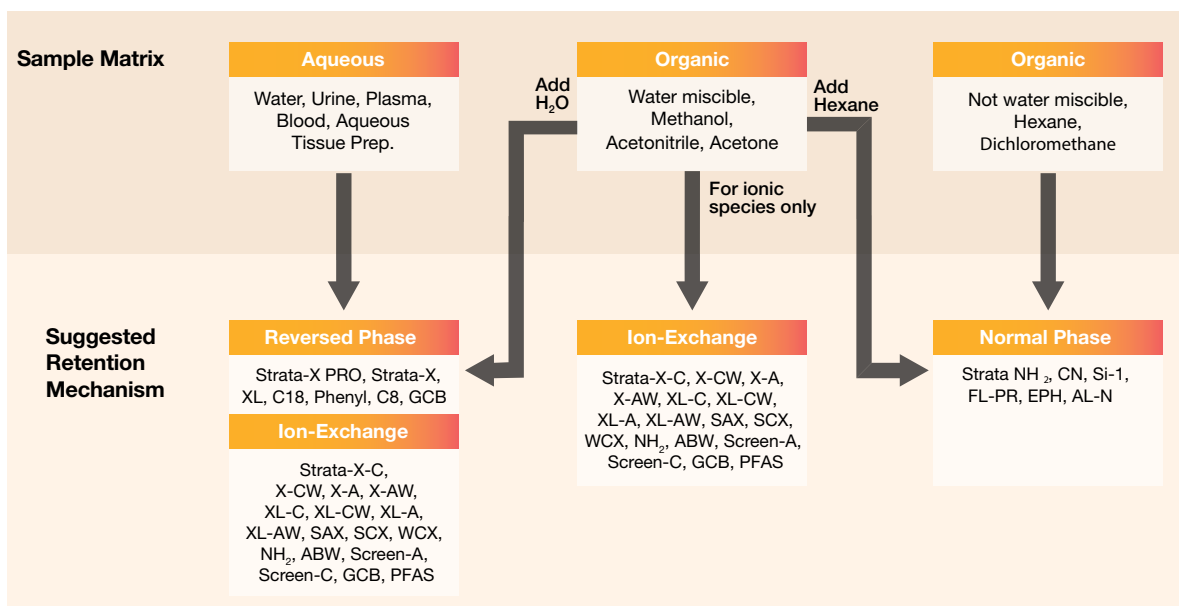 Sample Matrix
Aqueous
Water, Urine, Plasma,
Blood, Aqueous
Tissue Prep.
Add
H₂O
Organic
Water miscible,
Methanol,
Acetonitrile, Acetone
For ionic
species only
Add
Hexane
Organic
Not water miscible,
Hexane,
Dichloromethane
Suggested
Retention
Mechanism
Reversed Phase
Strata-X PRO, Strata-X,
XL, C18, Phenyl, C8, GCB
Ion-Exchange
Strata-X-C,
X-CW, X-A, X-AW,
XL-C, XL-CW, XL-A,
XL-AW, SAX, SCX, WCX,
NH₂, ABW, Screen-A,
Screen-C, GCB, PFAS
Ion-Exchange
Strata-X-C, X-CW, X-A,
X-AW, XL-C, XL-CW,
XL-A, XL-AW, SAX, SCX,
WCX, NH₂, ABW, Screen-A,
Screen-C, GCB, PFAS
Normal Phase
Strata NH ₂, CN, Si-1,
FL-PR, EPH, AL-N